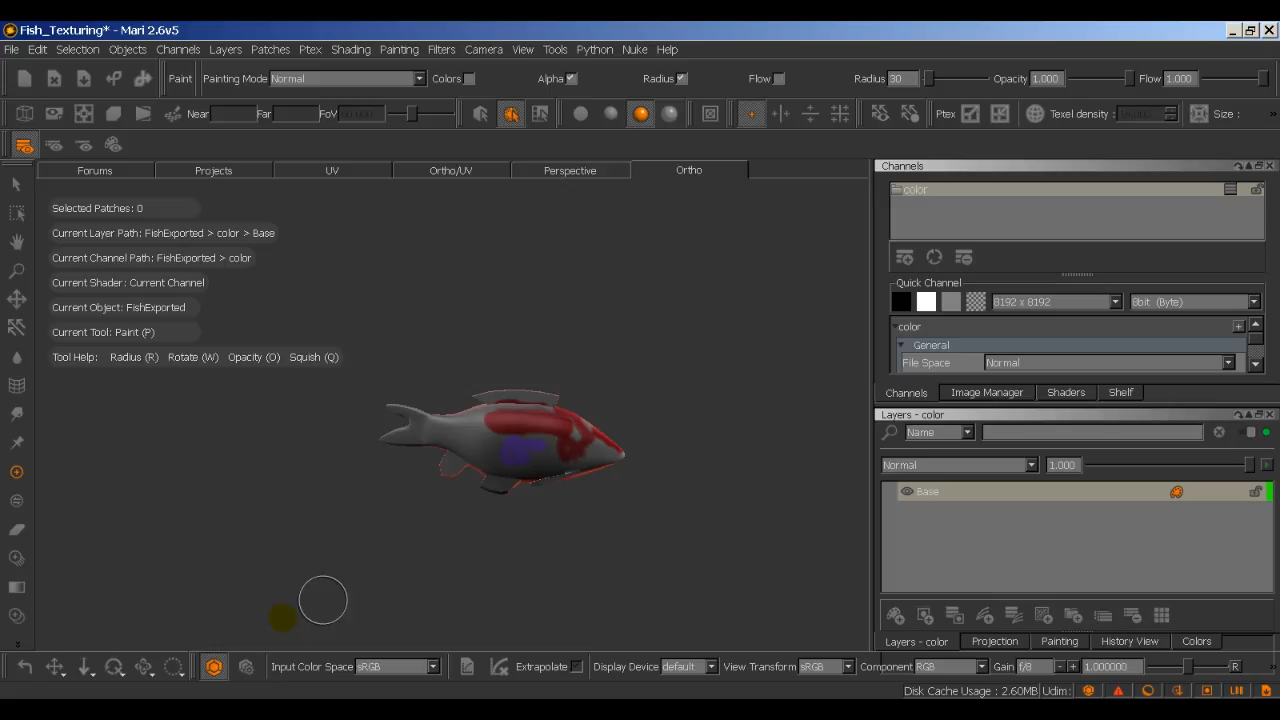 Fish_Texturing* - Mari 2.6v5
File Edit Selection Objects Channels Layers Patches Ptex Shading Painting Filters Camera View Tools Python Nuke Help
Paint Painting Mode Normal Colors Alpha Radius Flow Radius 30 Opacity 1.000 Flow 1.000
Near Far FoV Ptex Texel density : Size :
Forums Projects UV Ortho/UV Perspective Ortho
Channels
color
Selected Patches: 0
Current Layer Path: FishExported > color > Base
Current Channel Path: FishExported > color
Current Shader: Current Channel
Current Object: FishExported
Current Tool: Paint (P)
Tool Help: Radius (R) Rotate (W) Opacity (O) Squish (Q)
Quick Channel
8192 x 8192 8bit (Byte)
color
General
File Space Normal
Channels Image Manager Shaders Shelf
Layers - color
Name
Normal 1.000
Base
Layers - color Projection Painting History View Colors
Input Color Space sRGB Extrapolate Display Device default View Transform sRGB Component RGB Gain f/8 - + 1.000000 R
Disk Cache Usage : 2.60MB Udim: